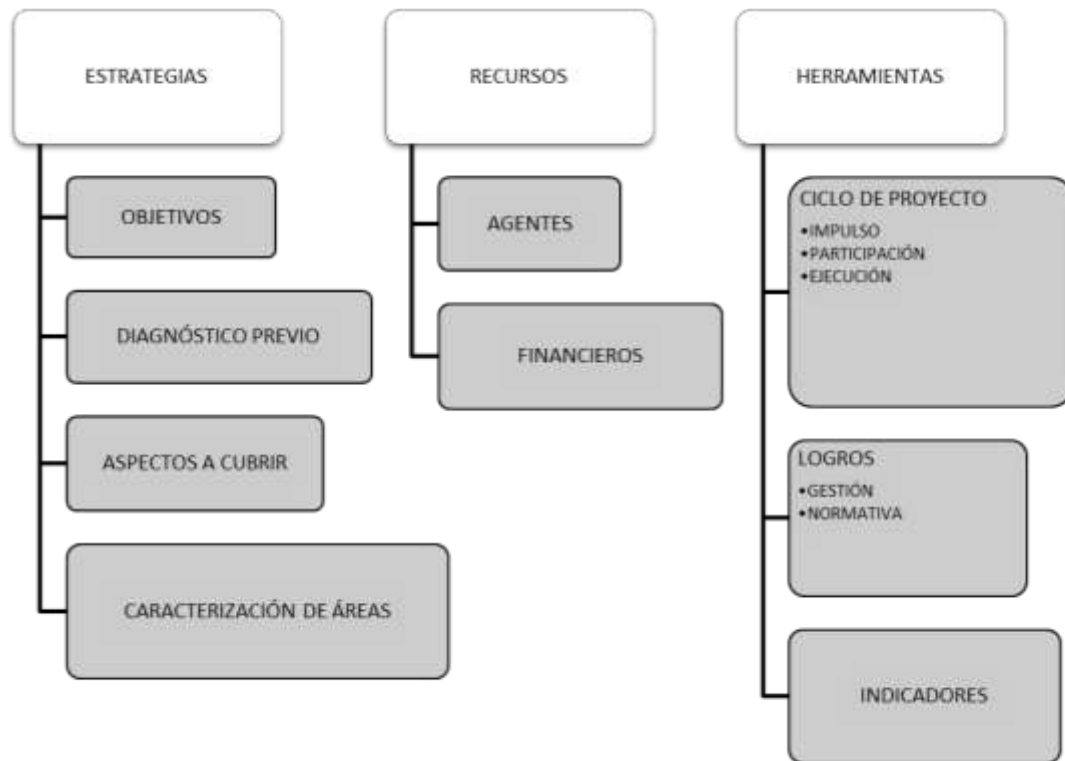 ESTRATEGIAS
OBJETIVOS
DIAGNÓSTICO PREVIO
ASPECTOS A CUBRIR
CARACTERIZACIÓN DE ÁREAS
RECURSOS
AGENTES
FINANCIEROS
HERRAMIENTAS
CICLO DE PROYECTO
•IMPULSO
•PARTICIPACIÓN
•EJECUCIÓN
LOGROS
•GESTIÓN
•NORMATIVA
INDICADORES